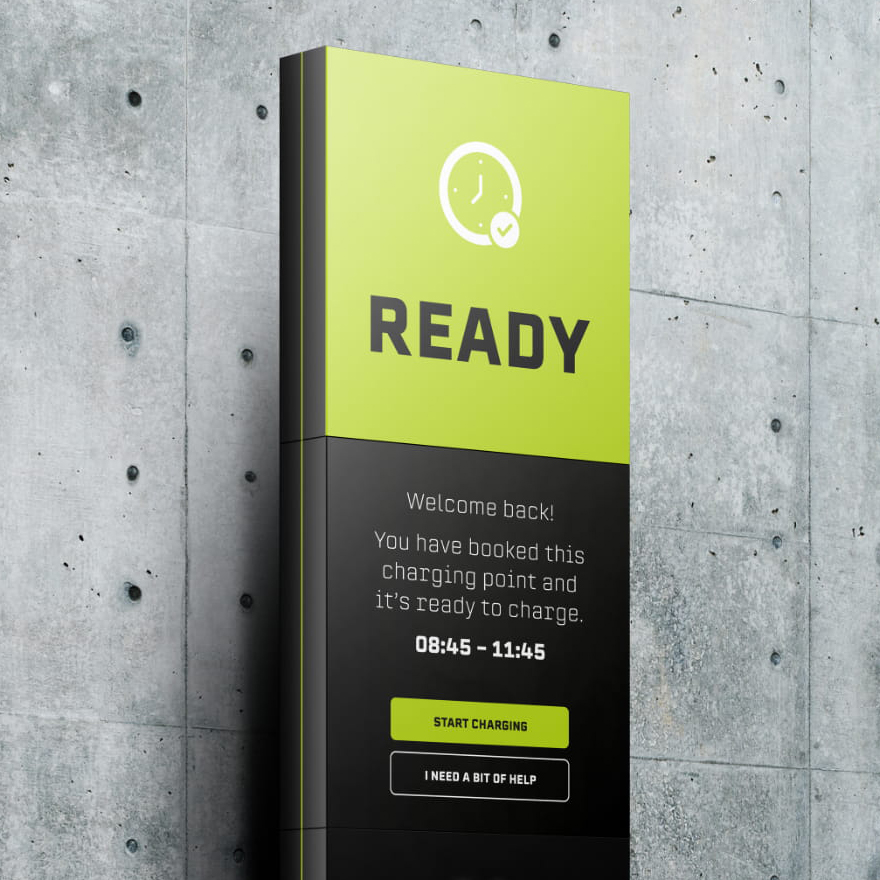 READY
Welcome back!
You have booked this
charging point and
it's ready to charge.
08:45 – 11:45
START CHARGING
I NEED A BIT OF HELP